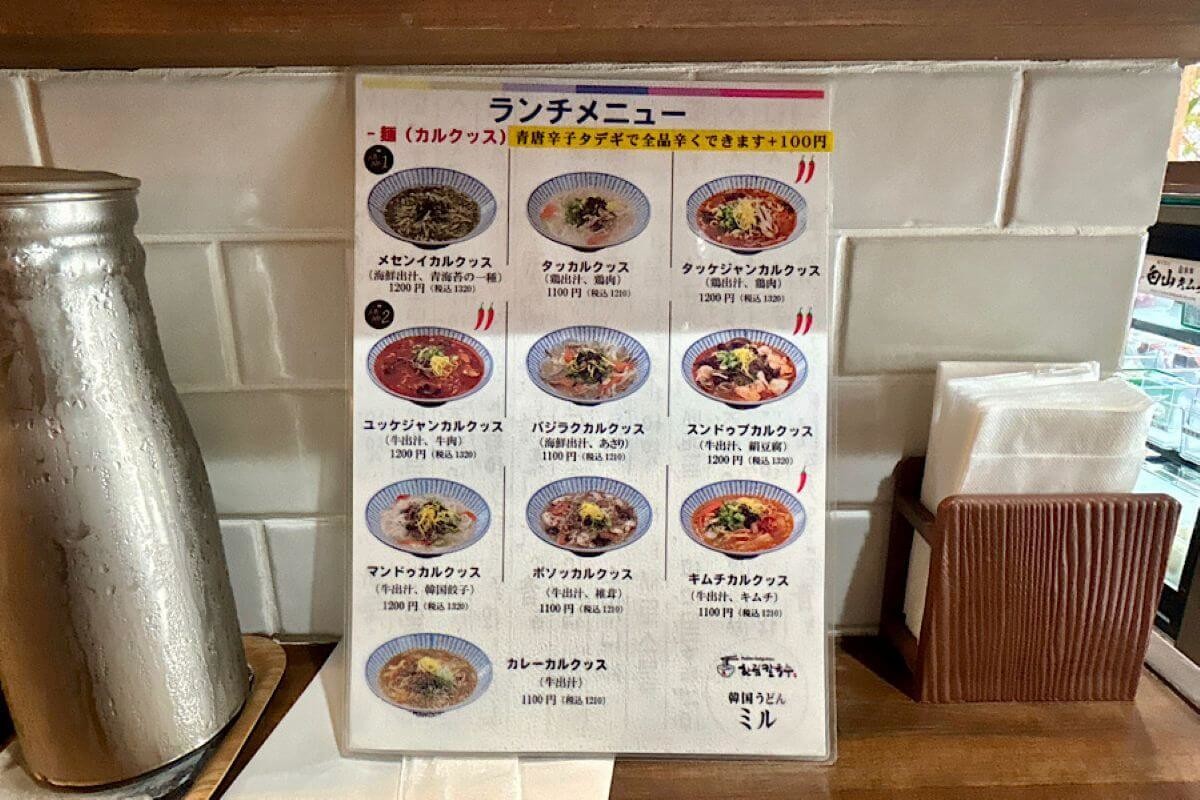 ランチメニュー
- 麺（カルクッス） 青唐辛子タデギで全品辛くできます+100円
1
メセンイカルクッス
（海鮮出汁、青海苔の一種）
1200円（税込1320）
タッカルクッス
（鶏出汁、鶏肉）
1100円（税込1210）
タッケジャンカルクッス
（鶏出汁、鶏肉）
1200円（税込1320）
2
ユッケジャンカルクッス
（牛出汁、牛肉）
1200円（税込1320）
バジラクカルクッス
（海鮮出汁、あさり）
1100円（税込1210）
スンドゥブカルクッス
（牛出汁、絹豆腐）
1200円（税込1320）
マンドゥカルクッス
（牛出汁、韓国餃子）
1200円（税込1320）
ポソッカルクッス
（牛出汁、椎茸）
1100円（税込1210）
キムチカルクッス
（牛出汁、キムチ）
1100円（税込1210）
カレーカルクッス
（牛出汁）
1100円（税込1210）
韓国うどん
ミル
白山キムチ